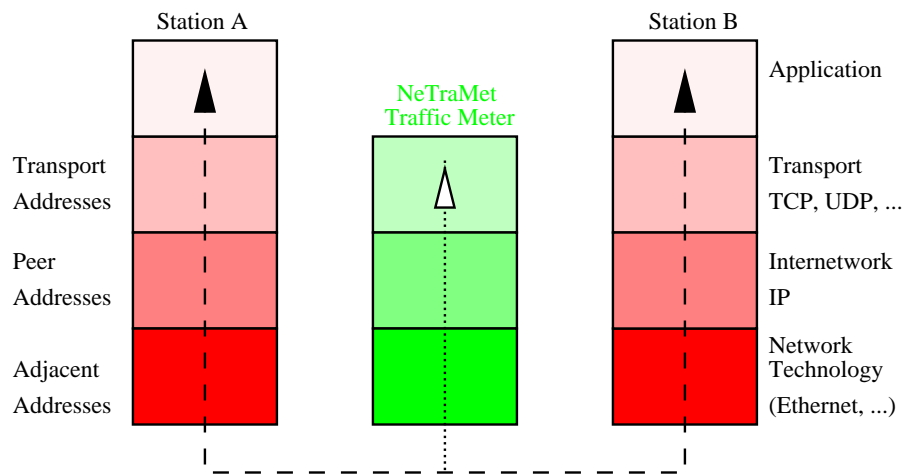 Station A
Station B
NeTraMet
Traffic Meter
Application
Transport
Addresses
Transport
TCP, UDP, ...
Peer
Addresses
Internetwork
IP
Adjacent
Addresses
Network
Technology
(Ethernet, ...)